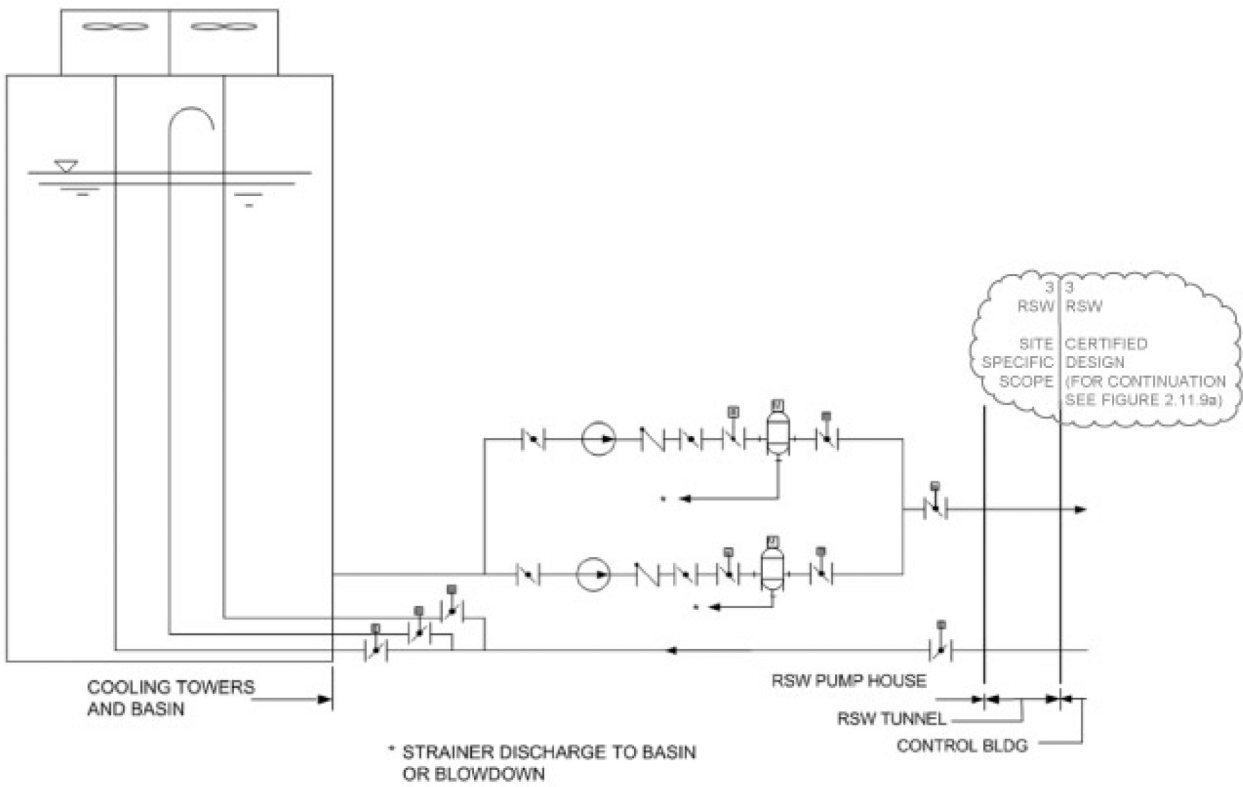 3 3
RSW RSW
SITE CERTIFIED
SPECIFIC DESIGN
SCOPE (FOR CONTINUATION
SEE FIGURE 2.11.9a)
*
*
RSW PUMP HOUSE
COOLING TOWERS
AND BASIN
RSW TUNNEL
CONTROL BLDG
* STRAINER DISCHARGE TO BASIN
OR BLOWDOWN